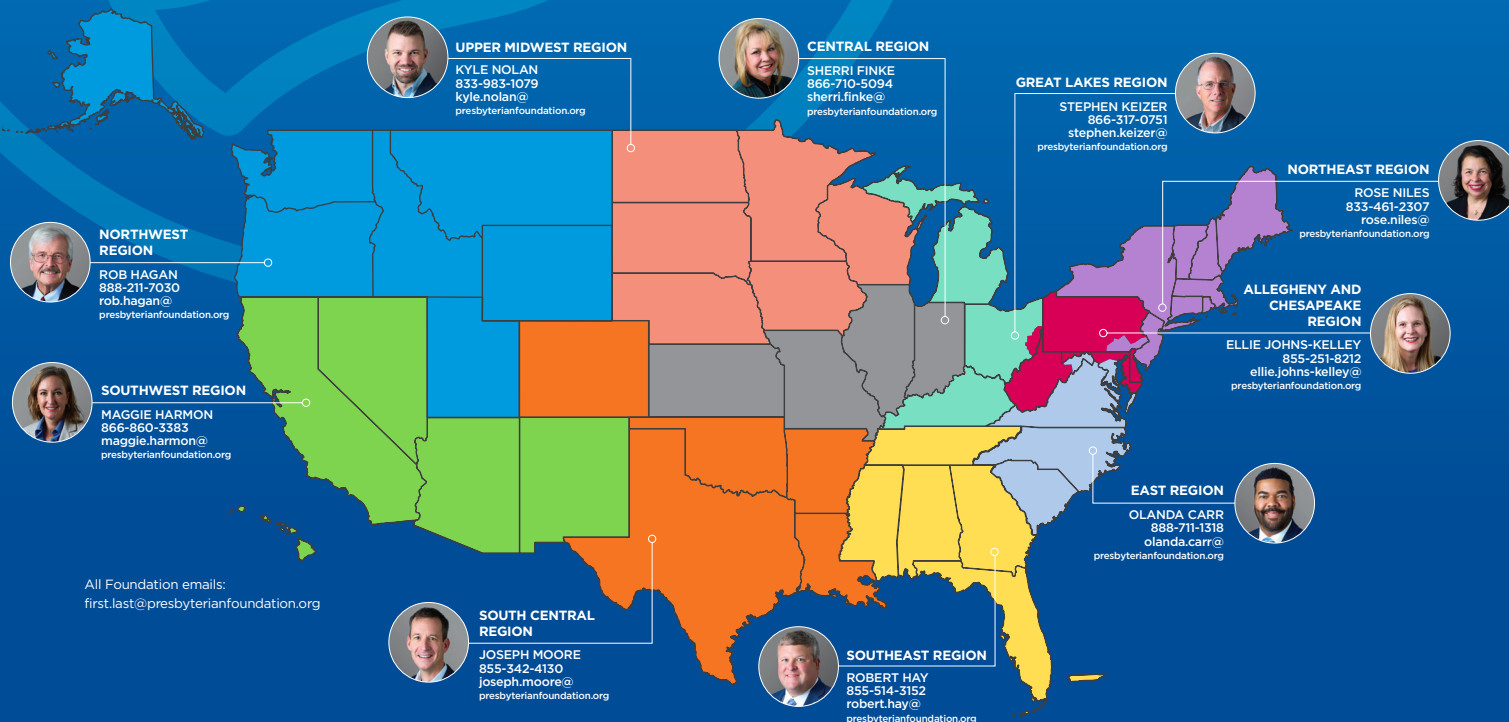 UPPER MIDWEST REGION
KYLE NOLAN
833-983-1079
kyle.nolan@
presbyterianfoundation.org
CENTRAL REGION
SHERRI FINKE
866-710-5094
sherri.finke@
presbyterianfoundation.org
GREAT LAKES REGION
STEPHEN KEIZER
866-317-0751
stephen.keizer@
presbyterianfoundation.org
NORTHEAST REGION
ROSE NILES
833-461-2307
rose.niles@
presbyterianfoundation.org
NORTHWEST
REGION
ROB HAGAN
888-211-7030
rob.hagan@
presbyterianfoundation.org
ALLEGHENY AND
CHESAPEAKE
REGION
ELLIE JOHNS-KELLEY
855-251-8212
ellie.johns-kelley@
presbyterianfoundation.org
SOUTHWEST REGION
MAGGIE HARMON
866-860-3383
maggie.harmon@
presbyterianfoundation.org
EAST REGION
OLANDA CARR
888-711-1318
olanda.carr@
presbyterianfoundation.org
All Foundation emails:
first.last@presbyterianfoundation.org
SOUTH CENTRAL
REGION
JOSEPH MOORE
855-342-4130
joseph.moore@
presbyterianfoundation.org
SOUTHEAST REGION
ROBERT HAY
855-514-3152
robert.hay@
presbyterianfoundation.org